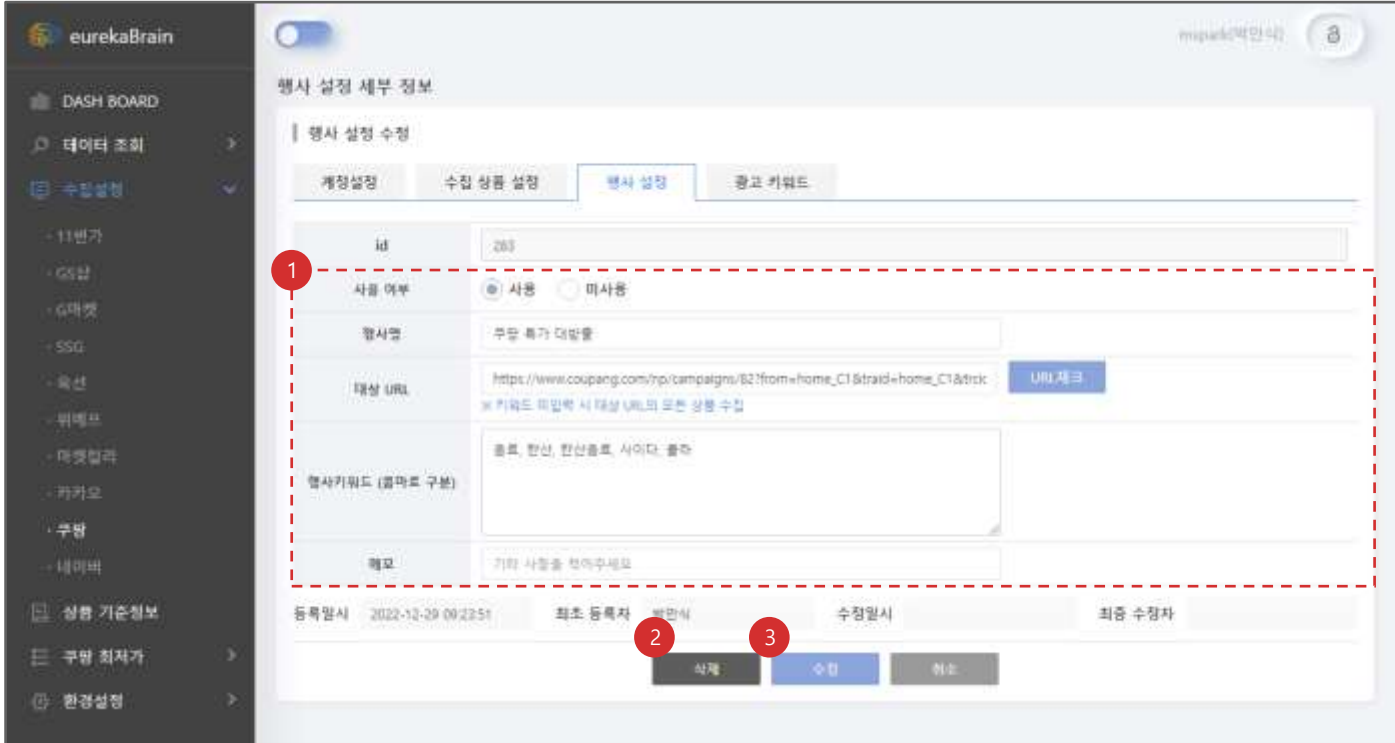 eurekaBrain
DASH BOARD
데이터 조회
수집설정
- 11번가
- GS샵
- G마켓
- SSG
- 옥션
- 위메프
- 마켓컬리
- 카카오
- 쿠팡
- 네이버
상품 기준정보
쿠팡 최저가
환경설정
mspark(박만식)
행사 설정 세부 정보
행사 설정 수정
계정설정 수집 상품 설정 행사 설정 광고 키워드
id 283
1
사용 여부 사용 미사용
행사명 쿠팡 특가 대방출
대상 URL https://www.coupang.com/np/campaigns/82?from=home_C1&traid=home_C1&trcic URL체크
※ 키워드 미입력 시 대상 URL의 모든 상품 수집
행사키워드 (콤마로 구분) 음료, 탄산, 탄산음료, 사이다, 콜라
메모 기타 사항을 적어주세요
등록일시 2022-12-29 09:23:51 최초 등록자 박만식 수정일시 최종 수정자
2 3
삭제 수정 취소